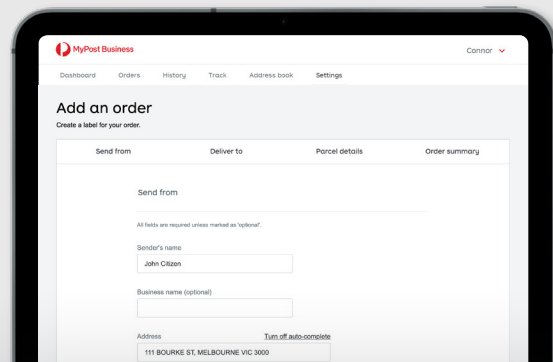 MyPost Business
Connor
Dashboard Orders History Track Address book Settings
Add an order
Create a label for your order.
Send from Deliver to Parcel details Order summary
Send from
All fields are required unless marked as 'optional'.
Sender's name
John Citizen
Business name (optional)
Address Turn off auto-complete
111 BOURKE ST, MELBOURNE VIC 3000